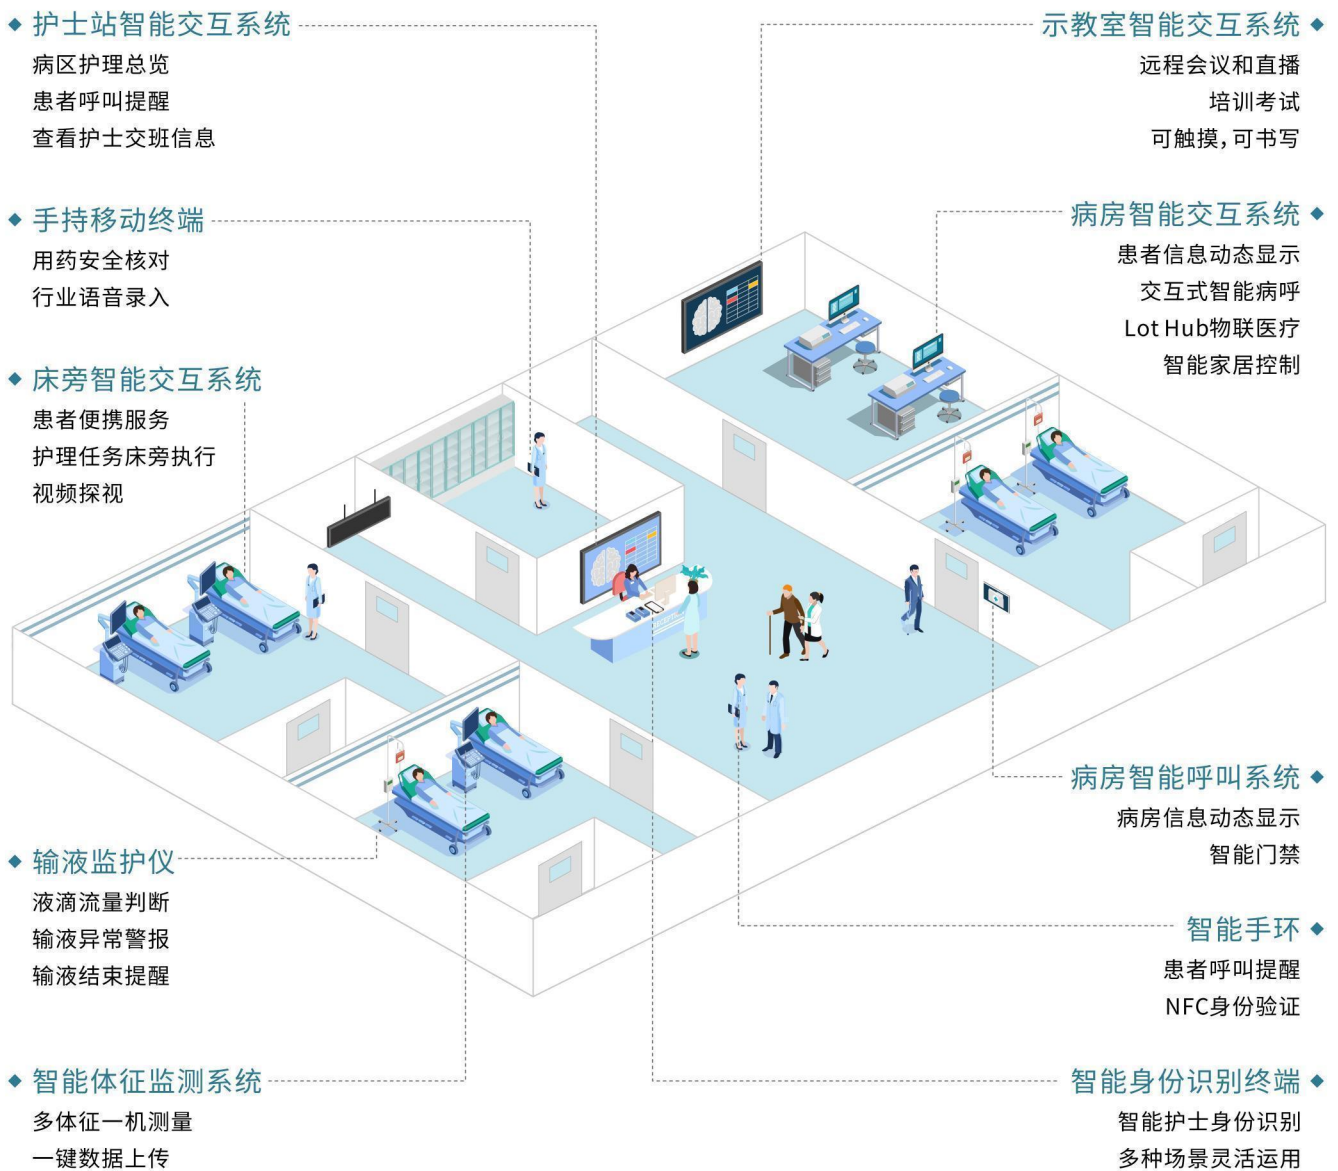 护士站智能交互系统
病区护理总览
患者呼叫提醒
查看护士交班信息
手持移动终端
用药安全核对
行业语音录入
床旁智能交互系统
患者便携服务
护理任务床旁执行
视频探视
输液监护仪
液滴流量判断
输液异常警报
输液结束提醒
智能体征监测系统
多体征一机测量
一键数据上传
示教室智能交互系统
远程会议和直播
培训考试
可触摸,可书写
病房智能交互系统
患者信息动态显示
交互式智能病呼
Lot Hub物联医疗
智能家居控制
病房智能呼叫系统
病房信息动态显示
智能门禁
智能手环
患者呼叫提醒
NFC身份验证
智能身份识别终端
智能护士身份识别
多种场景灵活运用